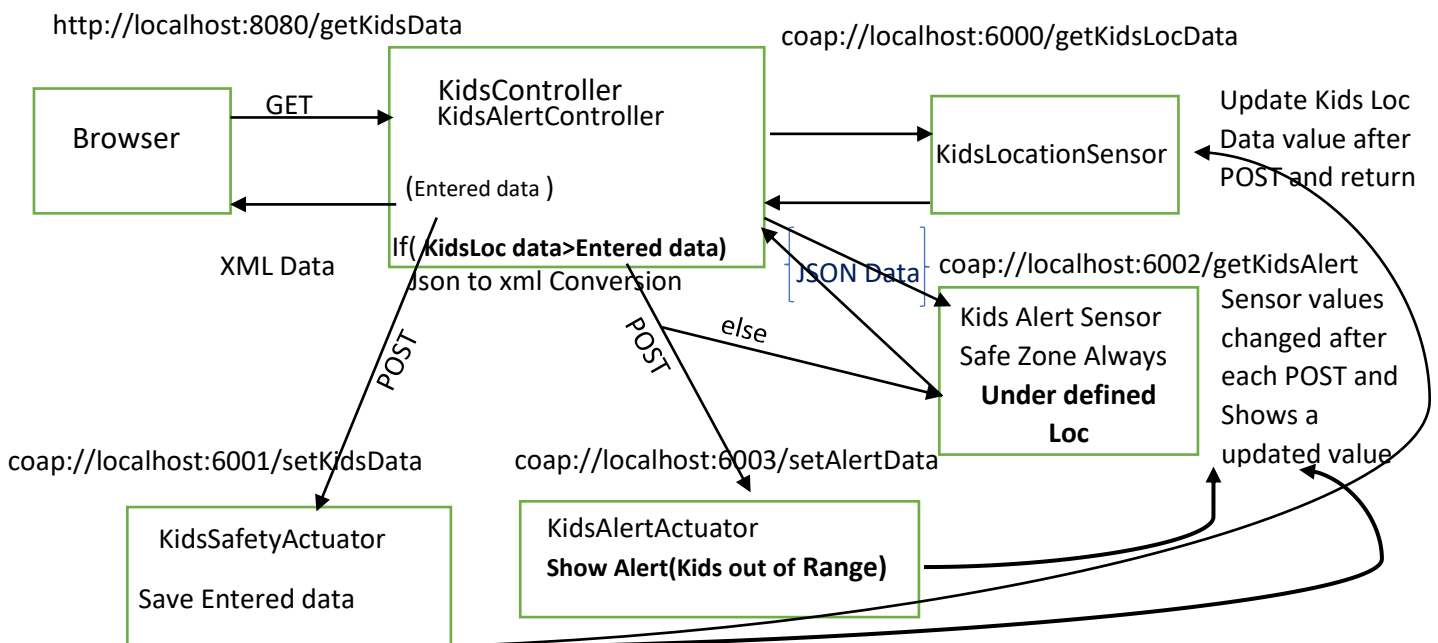 http://localhost:8080/getKidsData
coap://localhost:6000/getKidsLocData
Browser
GET
KidsController
KidsAlertController
(Entered data )
If( KidsLoc data>Entered data)
Json to xml Conversion
XML Data
KidsLocationSensor
Update Kids Loc
Data value after
POST and return
JSON Data
coap://localhost:6002/getKidsAlert
Kids Alert Sensor
Safe Zone Always
Under defined
Loc
Sensor values
changed after
each POST and
Shows a
updated value
POST
POST
else
coap://localhost:6001/setKidsData
KidsSafetyActuator
Save Entered data
coap://localhost:6003/setAlertData
KidsAlertActuator
Show Alert(Kids out of Range)